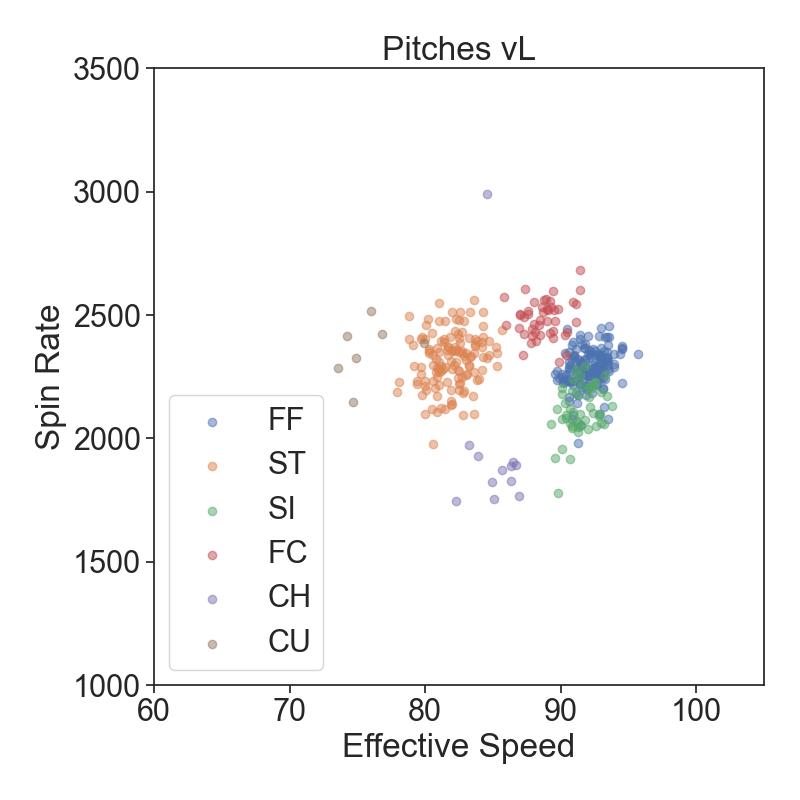 Pitches vL
3500
3000
2500
2000
1500
1000
Spin Rate
FF
ST
SI
FC
CH
CU
60 70 80 90 100
Effective Speed